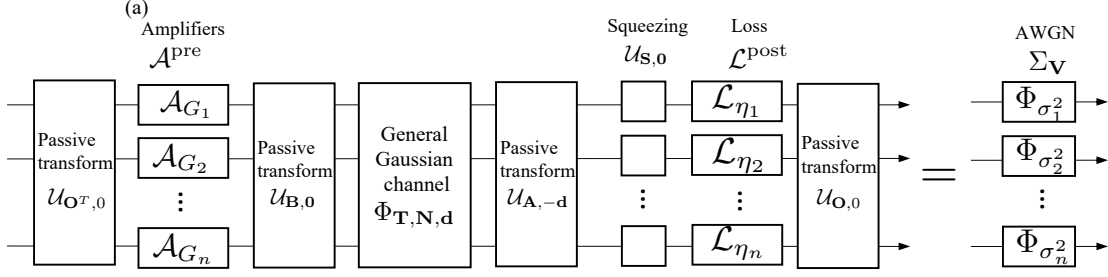 (a)
Amplifiers
𝒜^pre
Squeezing
𝒰_{S,0}
Loss
ℒ^post
AWGN
Σ_V
Passive
transform
𝒰_{O^T,0}
𝒜_{G_1}
𝒜_{G_2}
⋮
𝒜_{G_n}
Passive
transform
𝒰_{B,0}
General
Gaussian
channel
Φ_{T,N,d}
Passive
transform
𝒰_{A,−d}
⋮
ℒ_{η_1}
ℒ_{η_2}
⋮
ℒ_{η_n}
Passive
transform
𝒰_{O,0}
=
Φ_{σ_1^2}
Φ_{σ_2^2}
⋮
Φ_{σ_n^2}